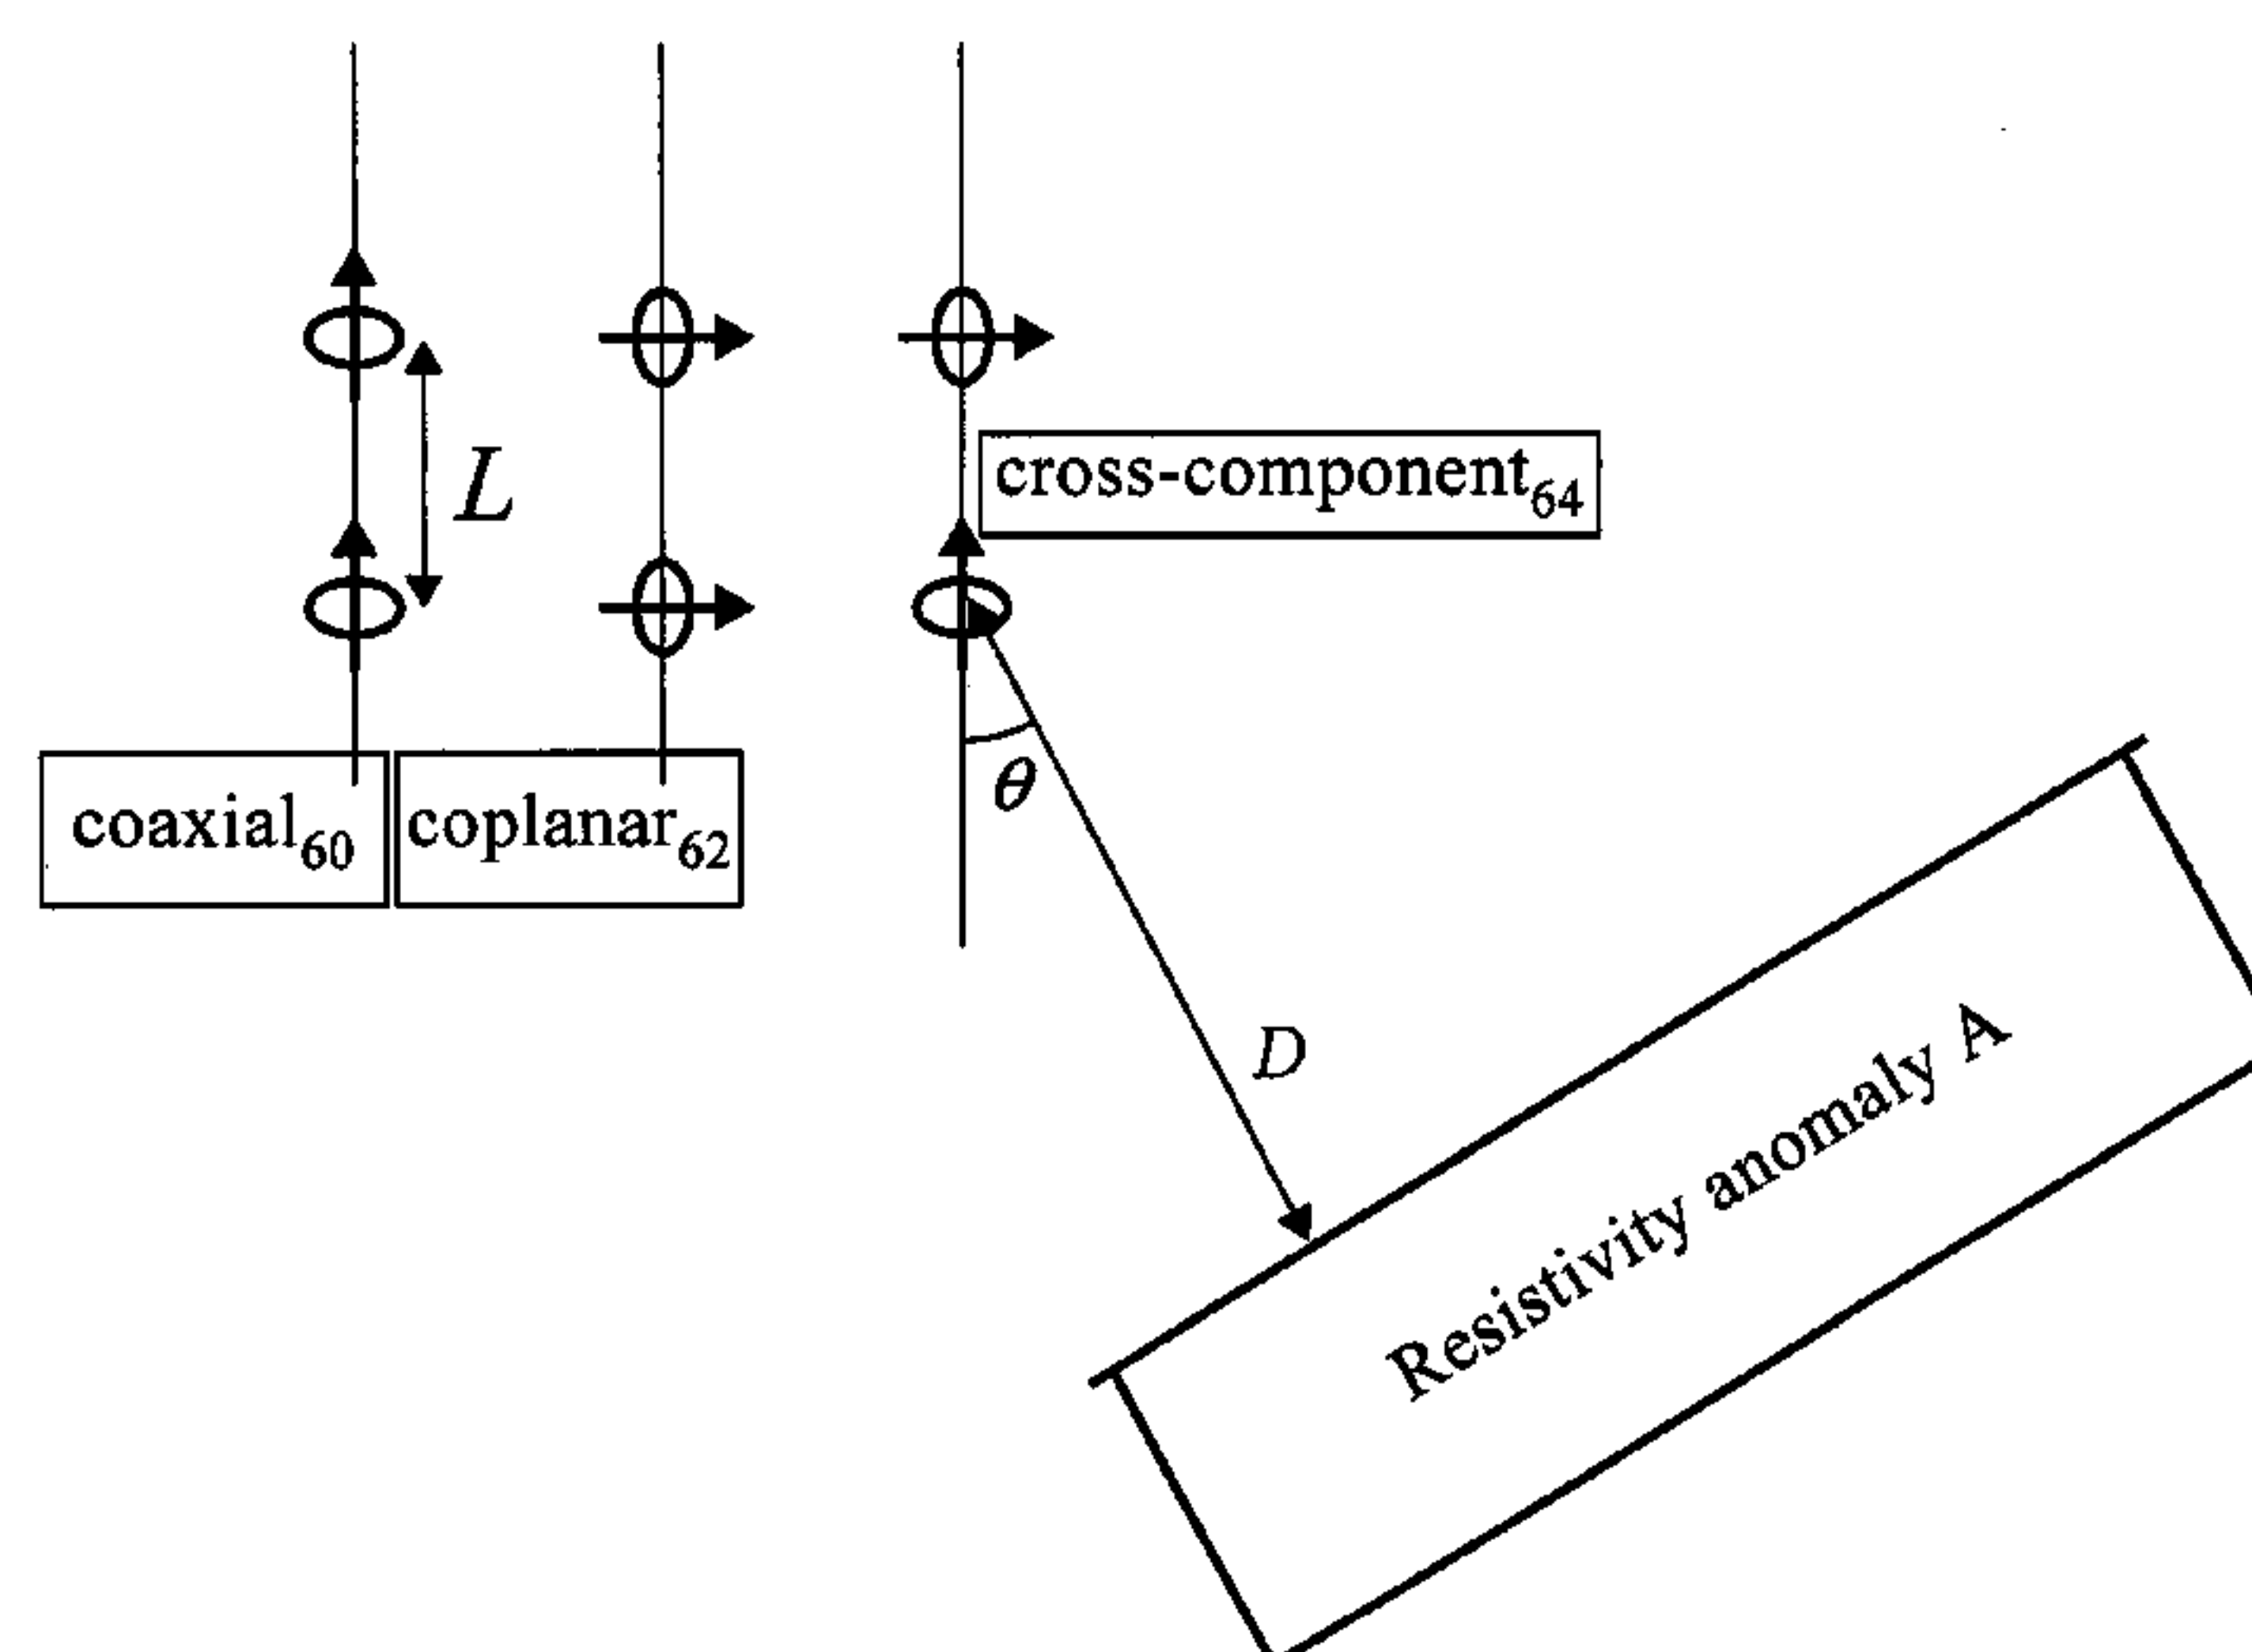 L
cross-component64
θ
coaxial60
coplanar62
D
Resistivity anomaly A